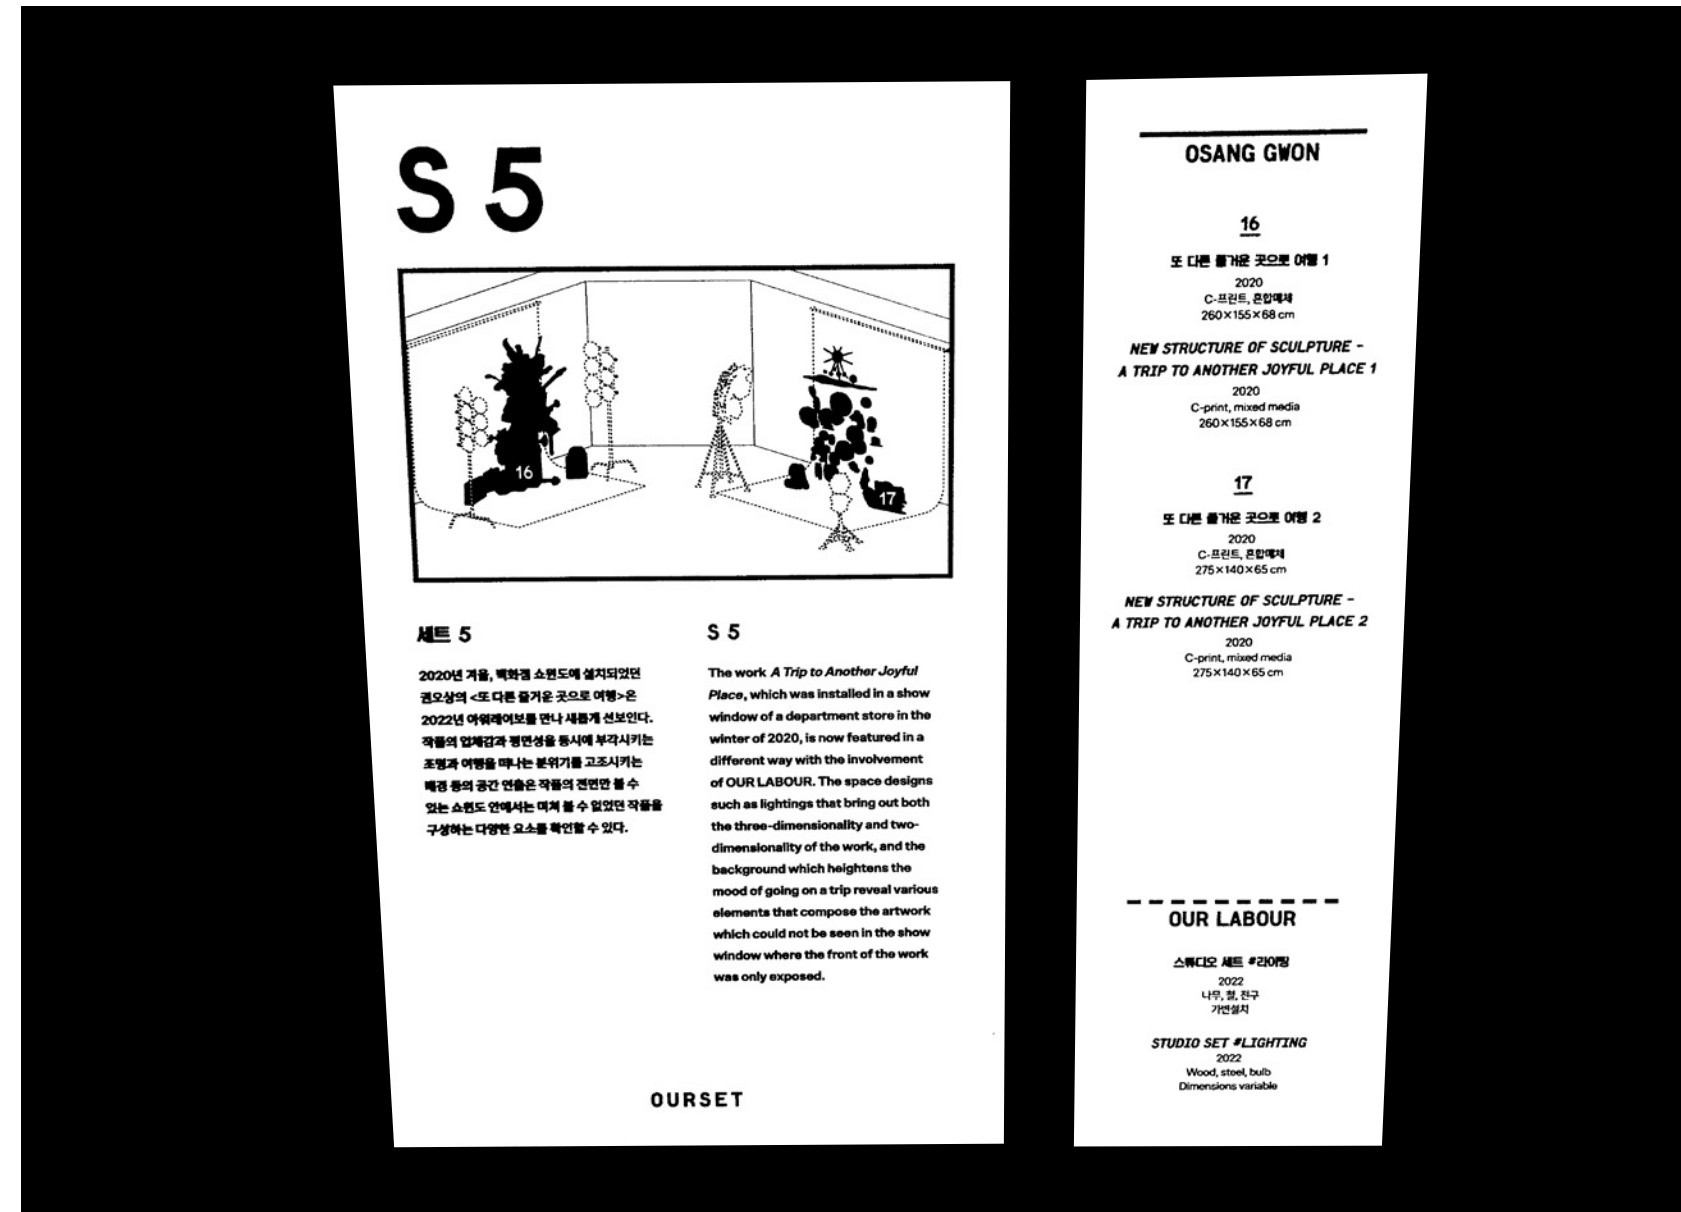 S 5
16
17
세트 5
2020년 겨울, 백화점 쇼윈도에 설치되었던
권오상의 <또 다른 즐거운 곳으로 여행>은
2022년 아워레이보를 만나 새롭게 선보인다.
작품의 입체감과 평면성을 동시에 부각시키는
조명과 여행을 떠나는 분위기를 고조시키는
배경 등의 공간 연출은 작품의 전면만 볼 수
있는 쇼윈도 안에서는 미쳐 볼 수 없었던 작품을
구성하는 다양한 요소를 확인할 수 있다.
S 5
The work A Trip to Another Joyful
Place, which was installed in a show
window of a department store in the
winter of 2020, is now featured in a
different way with the involvement
of OUR LABOUR. The space designs
such as lightings that bring out both
the three-dimensionality and two-
dimensionality of the work, and the
background which heightens the
mood of going on a trip reveal various
elements that compose the artwork
which could not be seen in the show
window where the front of the work
was only exposed.
OURSET
OSANG GWON
16
또 다른 즐거운 곳으로 여행 1
2020
C-프린트, 혼합매체
260×155×68 cm
NEW STRUCTURE OF SCULPTURE -
A TRIP TO ANOTHER JOYFUL PLACE 1
2020
C-print, mixed media
260×155×68 cm
17
또 다른 즐거운 곳으로 여행 2
2020
C-프린트, 혼합매체
275×140×65 cm
NEW STRUCTURE OF SCULPTURE -
A TRIP TO ANOTHER JOYFUL PLACE 2
2020
C-print, mixed media
275×140×65 cm
OUR LABOUR
스튜디오 세트 #라이팅
2022
나무, 철, 전구
가변설치
STUDIO SET #LIGHTING
2022
Wood, steel, bulb
Dimensions variable